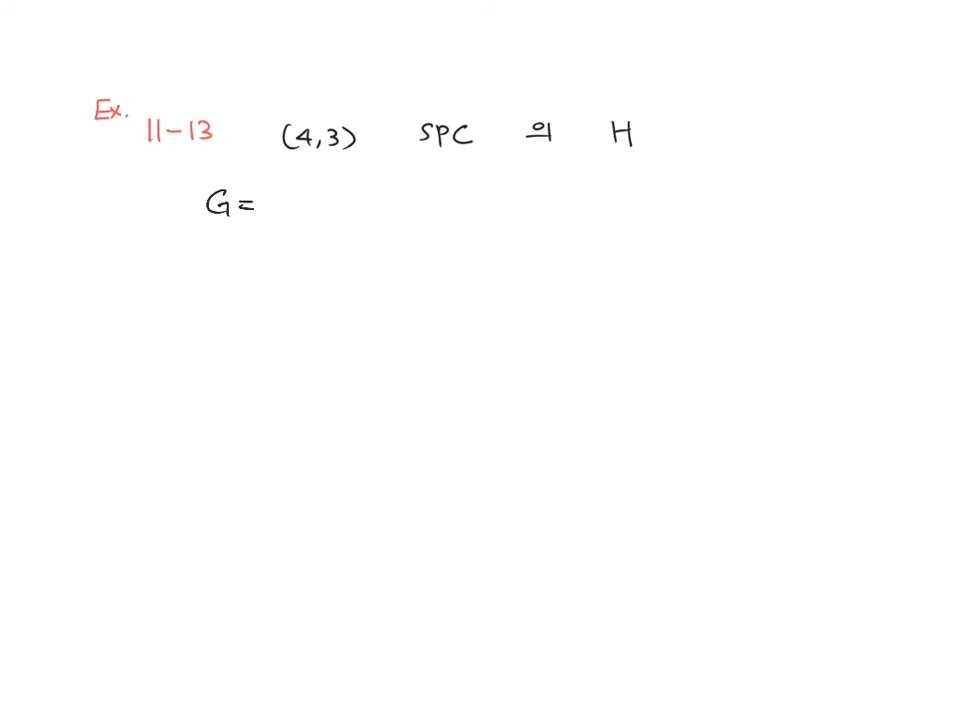 Ex. 11-13 (4,3) SPC 의 H
G=